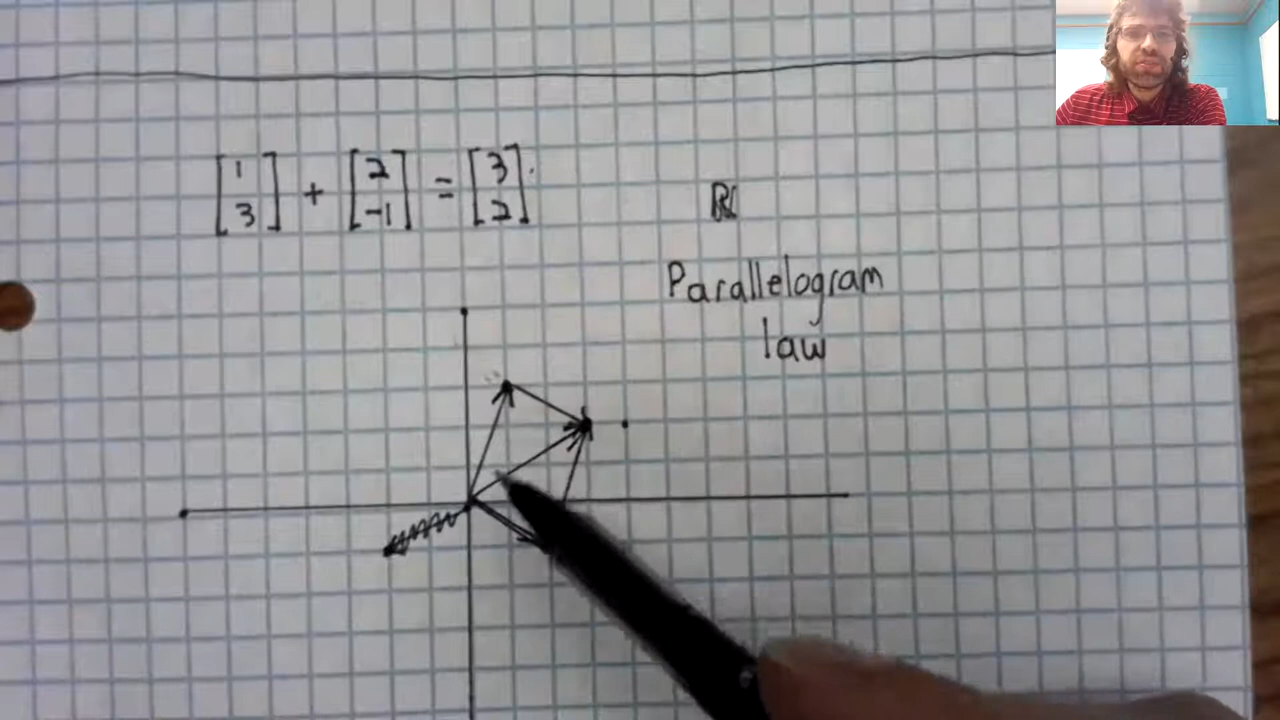 [1 3] + [2 -1] = [3 2].
R
Parallelogram
law